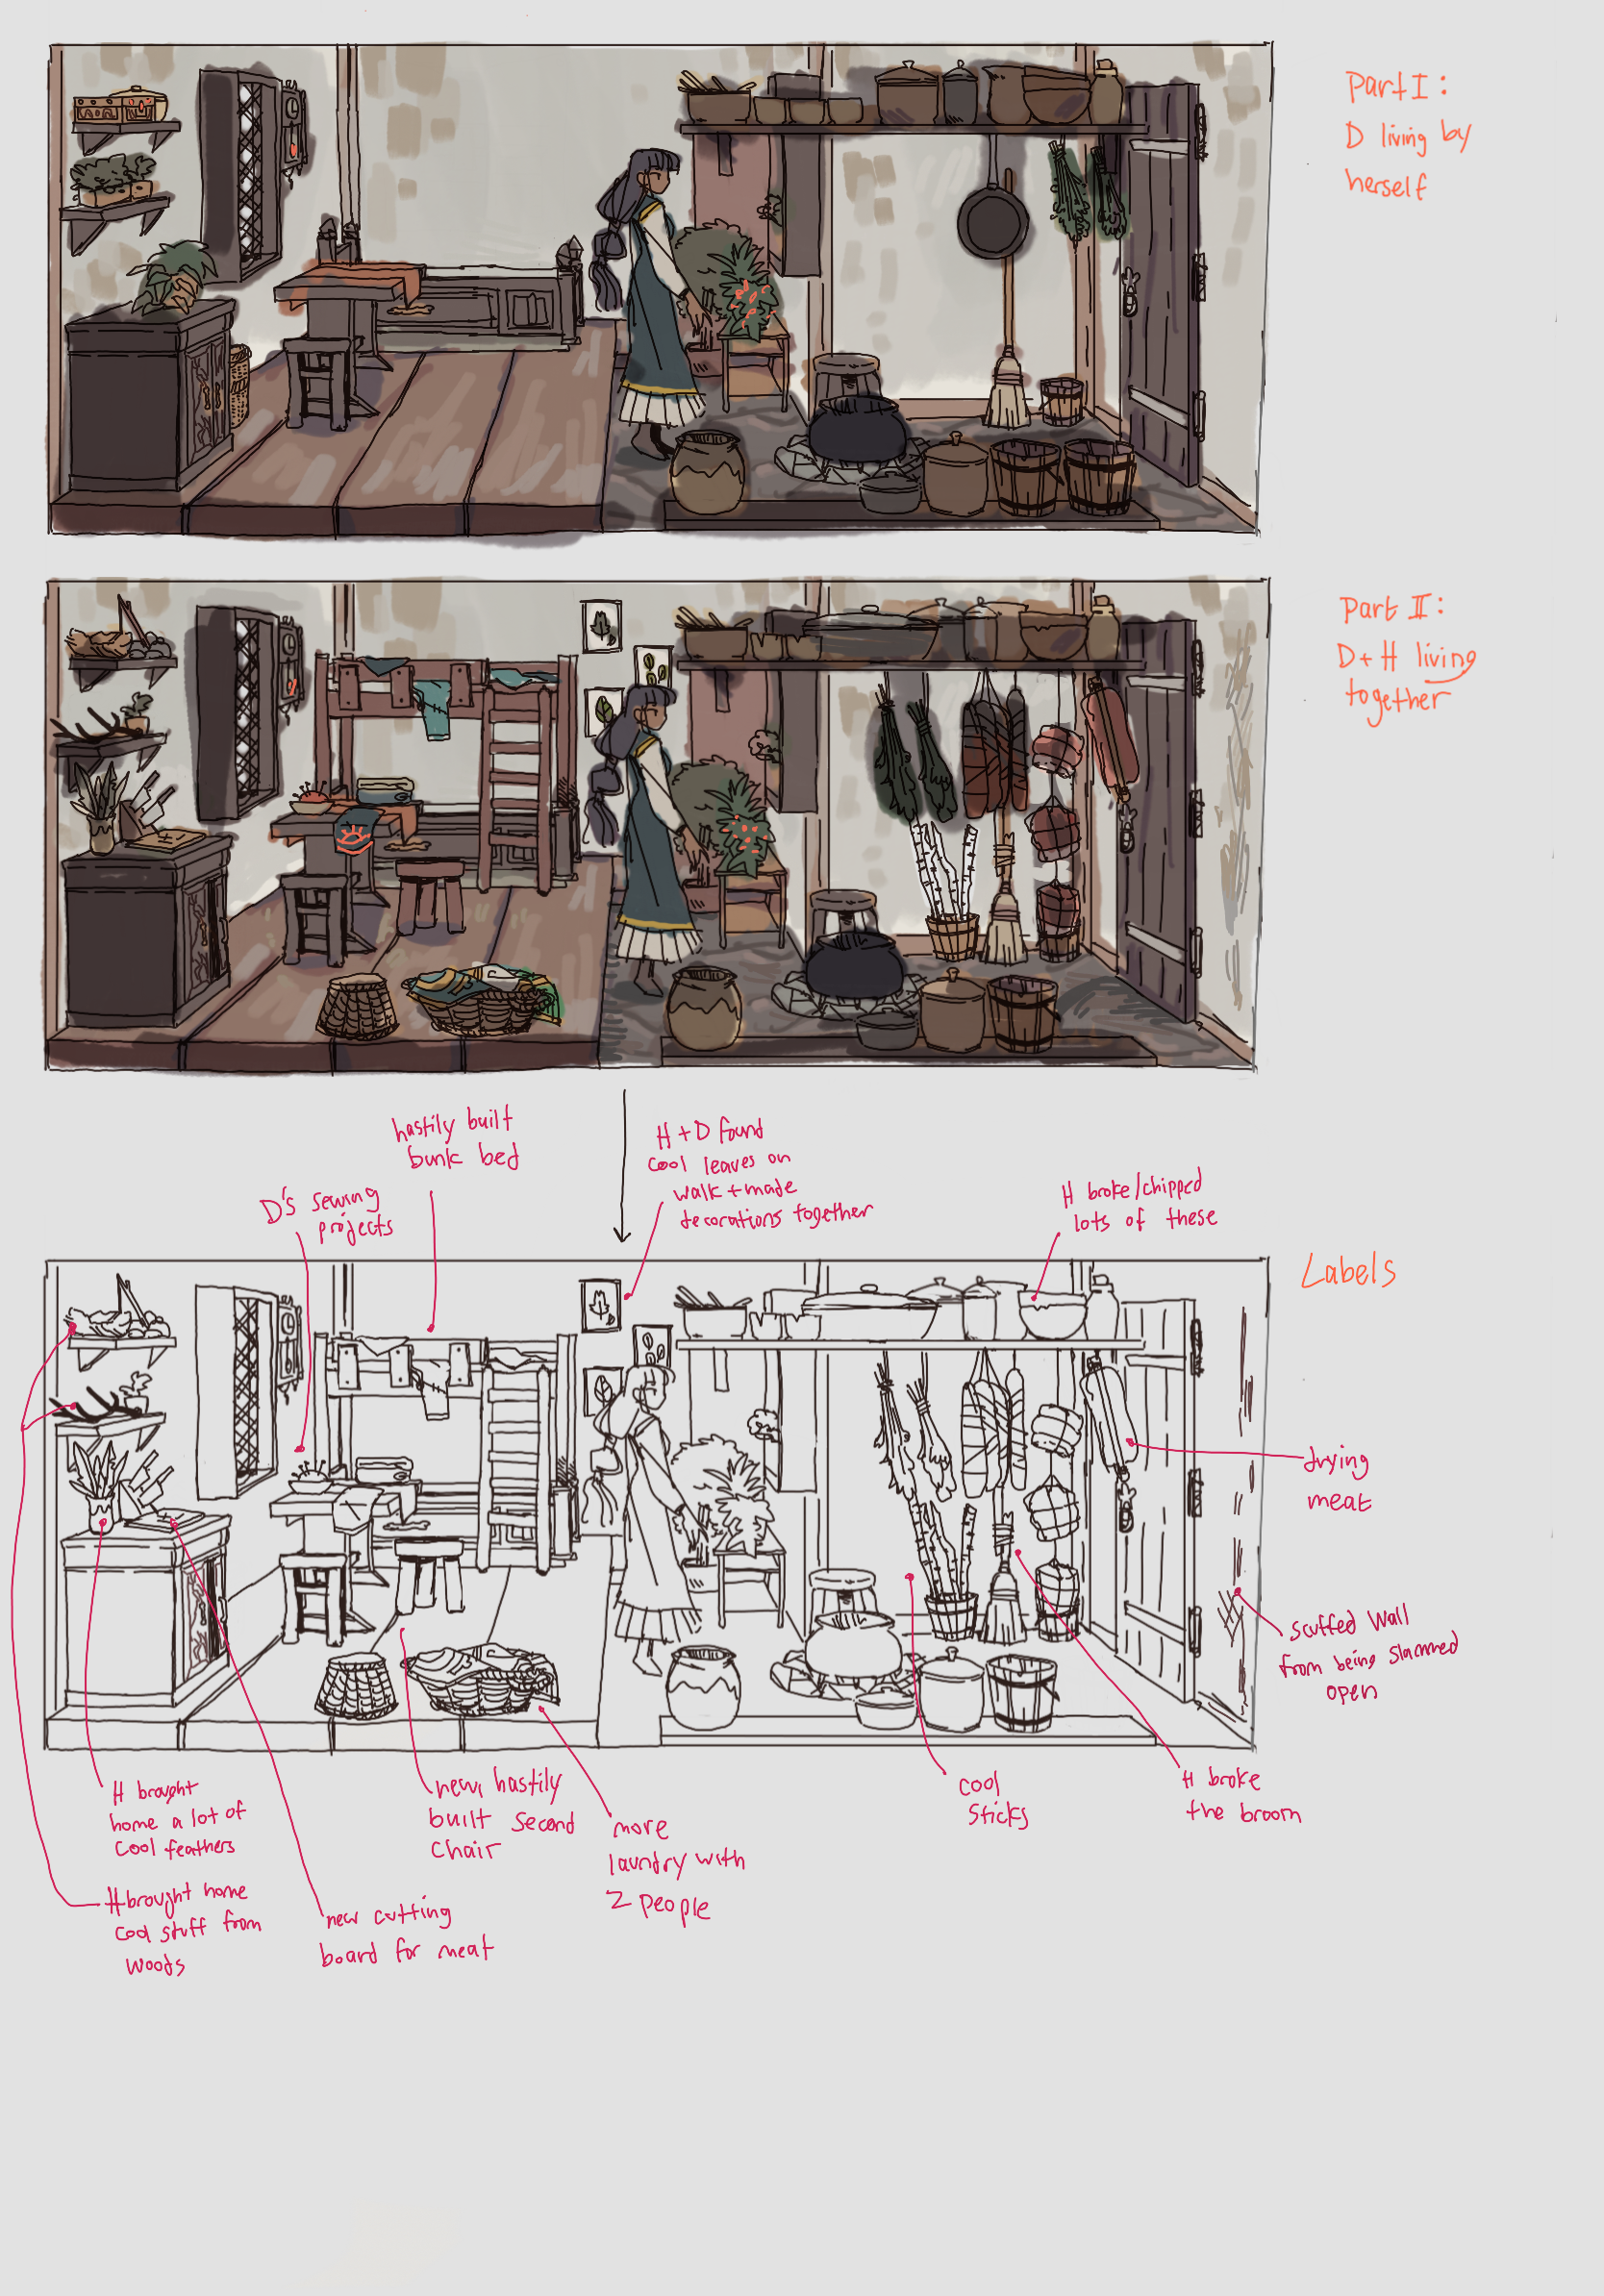 Part I:
D living by
herself
Part II:
D+H living
together
hastily built
bunk bed
H+D found
cool leaves on
walk + made
decorations together
D's sewing
projects
H broke/chipped
lots of these
Labels
drying
meat
scuffed wall
from being slammed
open
H brought
home a lot of
cool feathers
new, hastily
built second
chair
more
laundry with
2 people
cool
sticks
H broke
the broom
H brought home
cool stuff from
woods
new cutting
board for meat